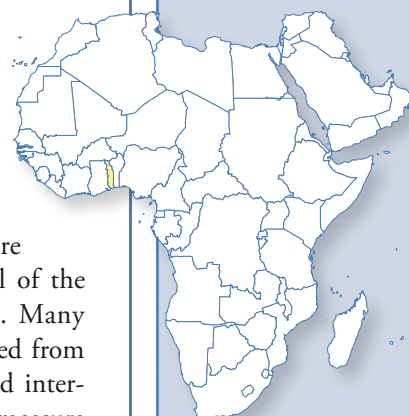 re
l of the
. Many
ed from
d inter-